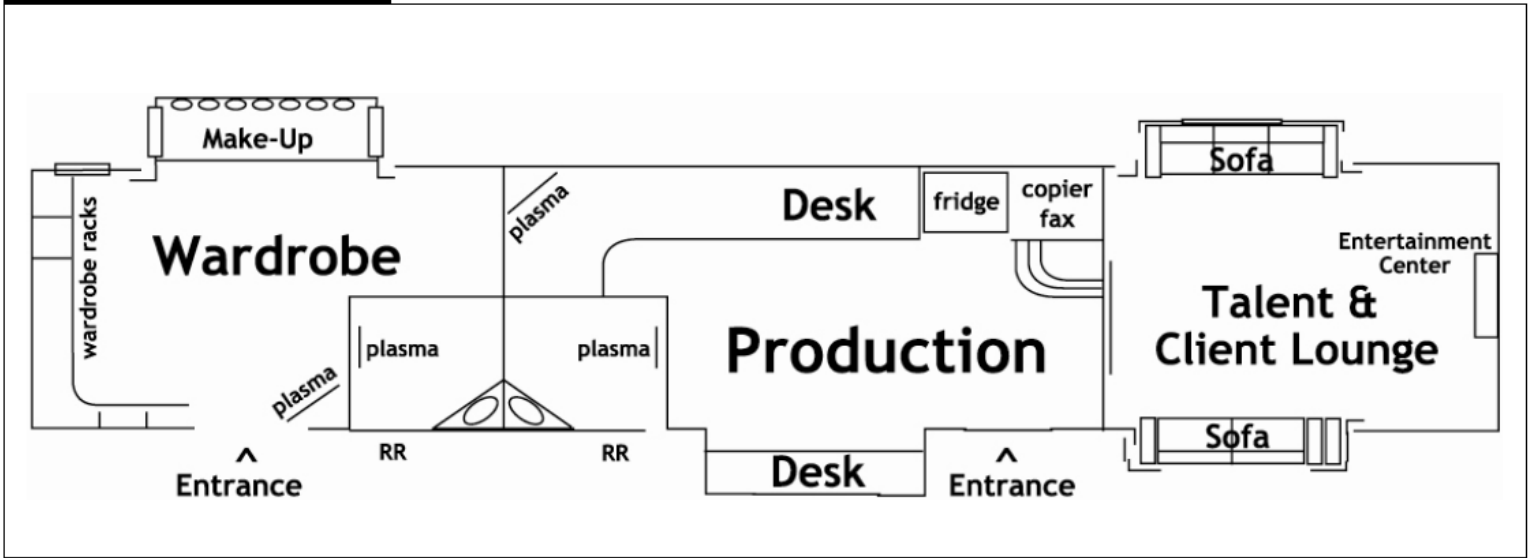 Make-Up
Sofa
wardrobe racks
Wardrobe
plasma
Desk
fridge
copier
fax
Entertainment
Center
Talent &
Client Lounge
plasma
plasma
plasma
Production
RR
RR
Sofa
Desk
^
Entrance
^
Entrance